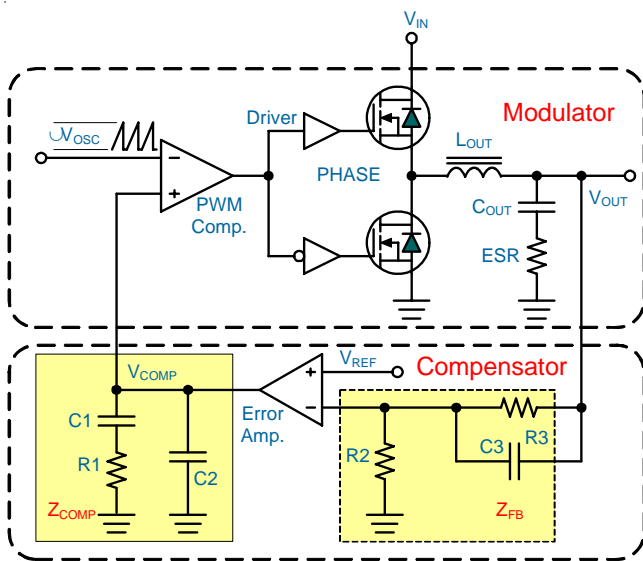 VIN
Modulator
Driver
∪VOSC
LOUT
−
+
PHASE
PWM
Comp.
COUT
VOUT
ESR
VCOMP
VREF
Compensator
+
−
C1
Error
Amp.
R3
C3
R1
C2
R2
ZCOMP
ZFB